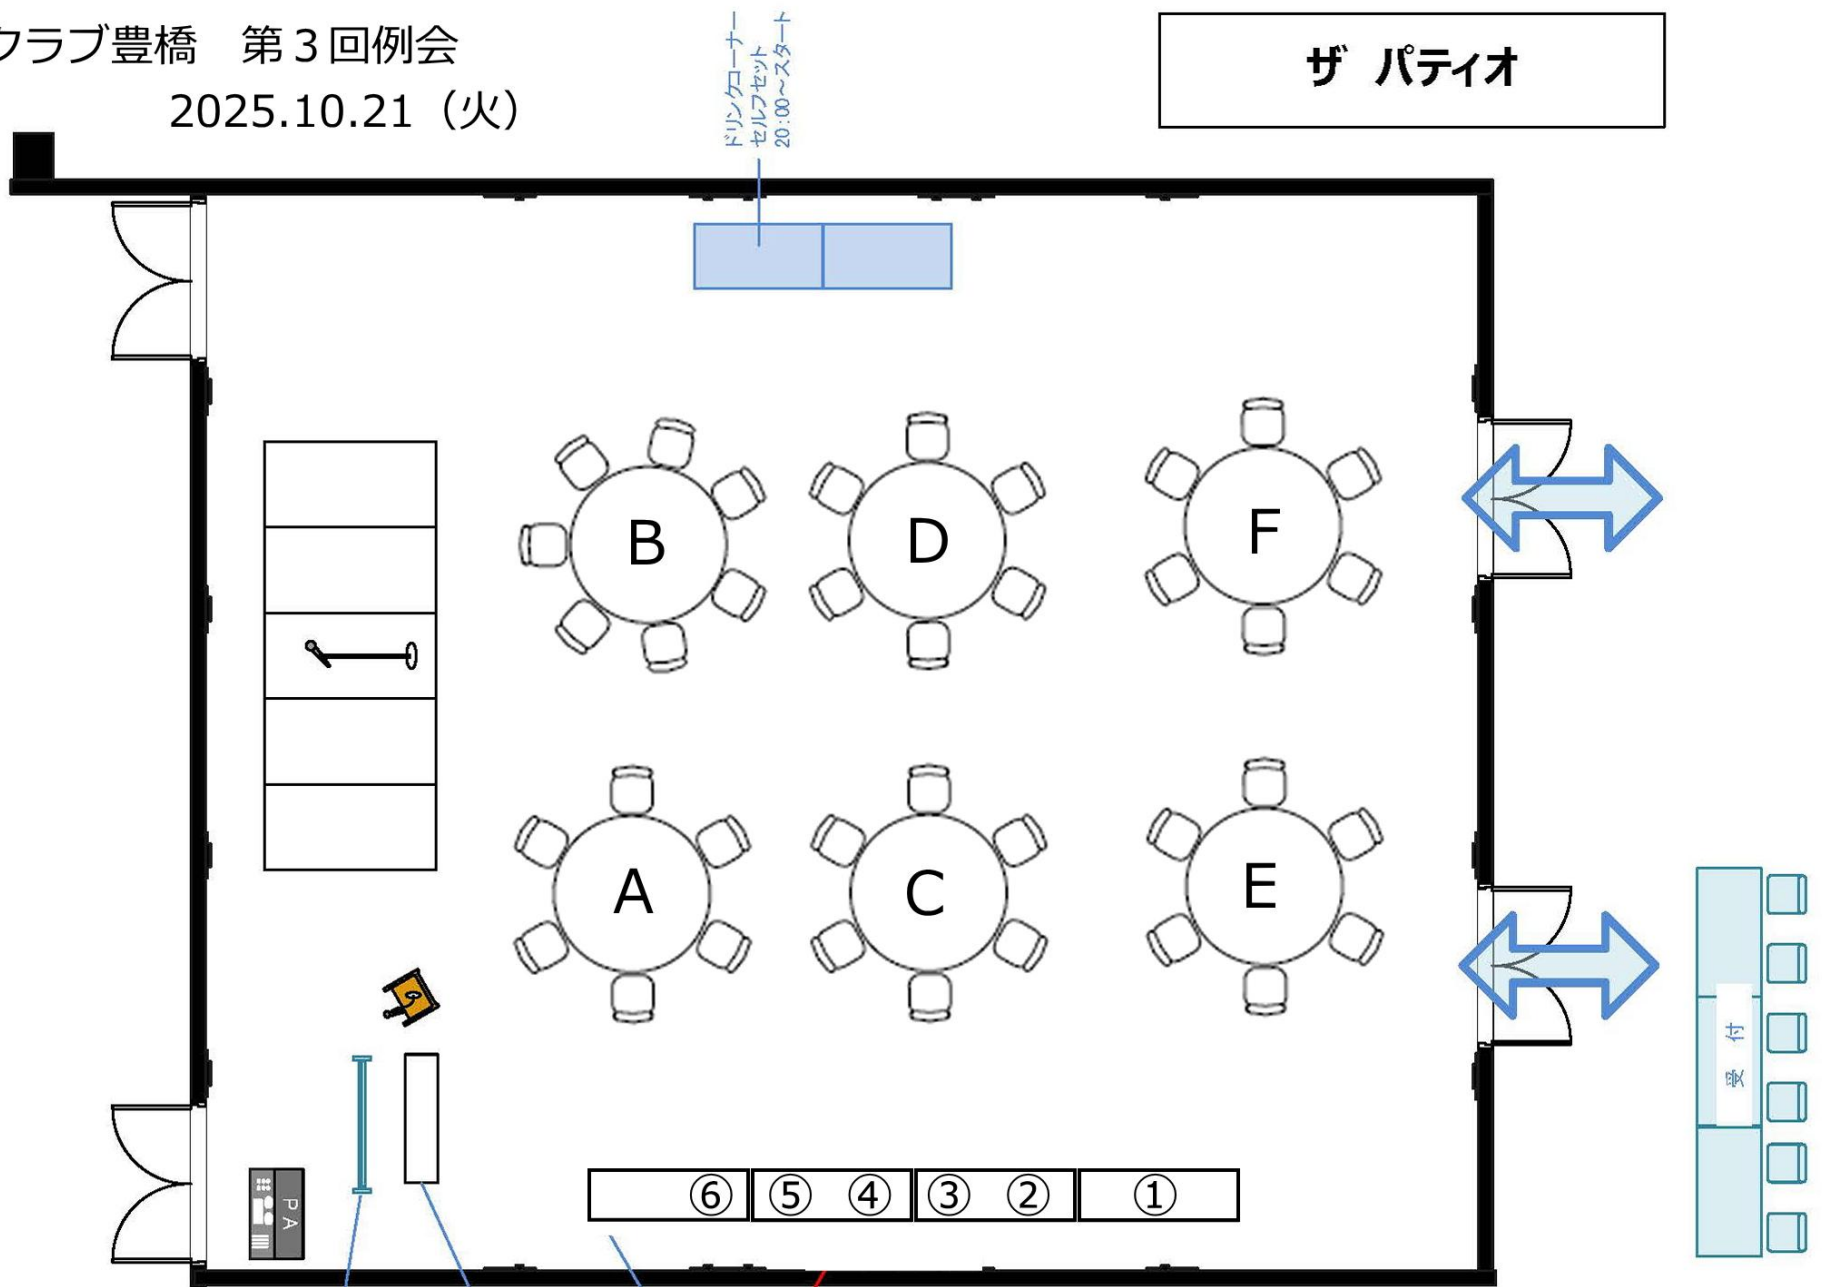 クラブ豊橋　第３回例会
2025.10.21（火）
ザ パティオ
ドリンクコーナー
セルフセット
20:00～スタート
B
D
F
A
C
E
受付
PA
⑥ ⑤ ④ ③ ② ①